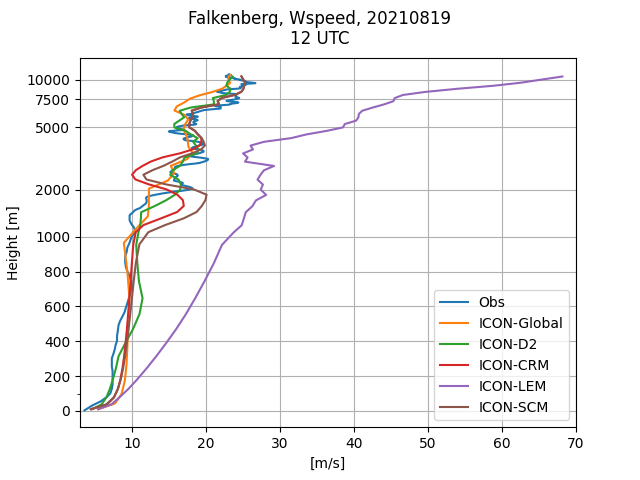 Falkenberg, Wspeed, 20210819
12 UTC
Height [m]
10000
7500
5000
2000
1000
800
600
400
200
0
10 20 30 40 50 60 70
[m/s]
Obs
ICON-Global
ICON-D2
ICON-CRM
ICON-LEM
ICON-SCM